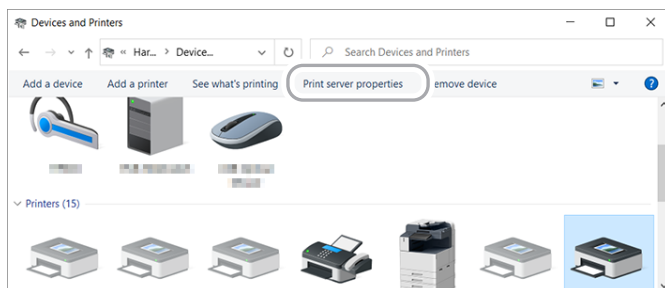 Devices and Printers
« Har... > Device...
Search Devices and Printers
Add a device Add a printer See what's printing Print server properties emove device
Printers (15)